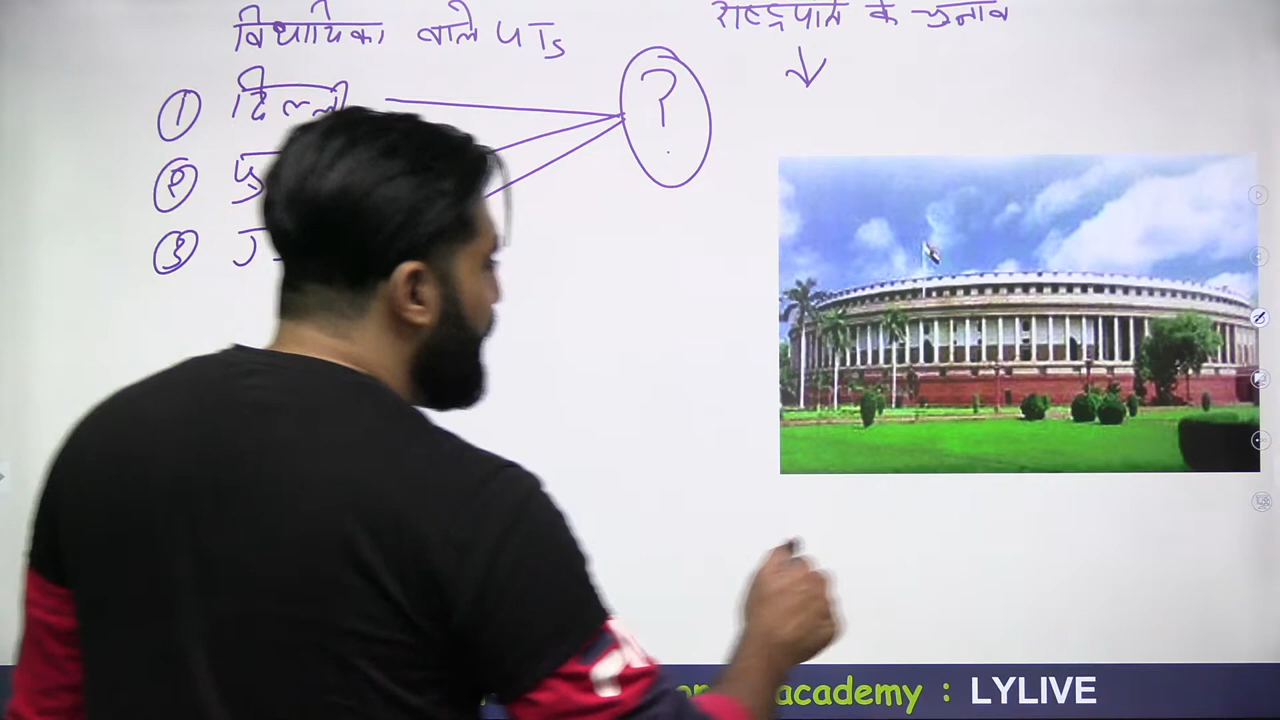 विधायिका वाले UTs
राष्ट्रपति के चुनाव
① दिल्ली
?
②
③
academy : LYLIVE